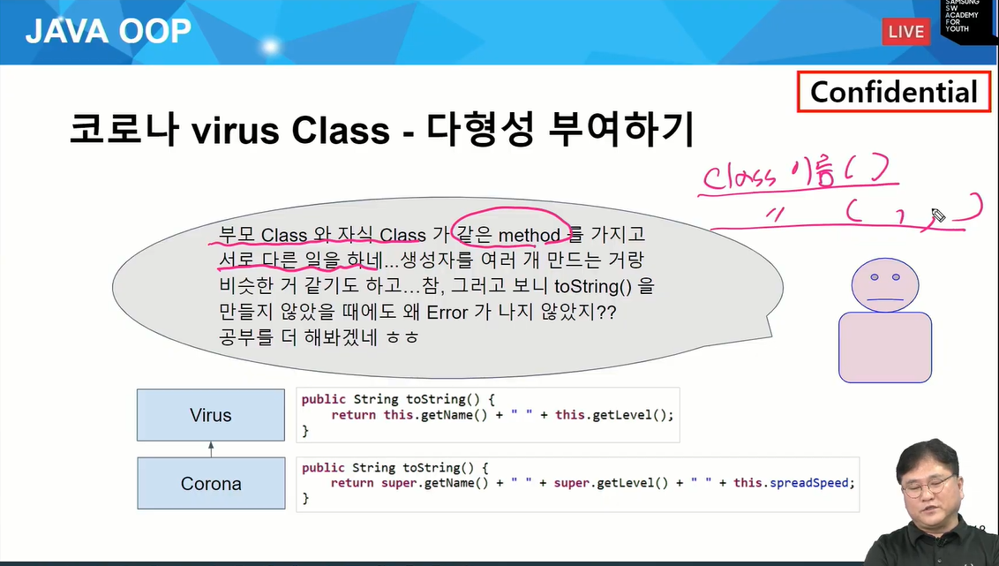 JAVA OOP
LIVE
SAMSUNG
SW
ACADEMY
FOR
YOUTH
Confidential
코로나 virus Class - 다형성 부여하기
Class 이름 ( )
〃 ( , , )
부모 Class 와 자식 Class 가 같은 method 를 가지고
서로 다른 일을 하네...생성자를 여러 개 만드는 거랑
비슷한 거 같기도 하고…참, 그러고 보니 toString() 을
만들지 않았을 때에도 왜 Error 가 나지 않았지??
공부를 더 해봐겠네 ㅎㅎ
Virus
public String toString() {
return this.getName() + " " + this.getLevel();
}
Corona
public String toString() {
return super.getName() + " " + super.getLevel() + " " + this.spreadSpeed;
}